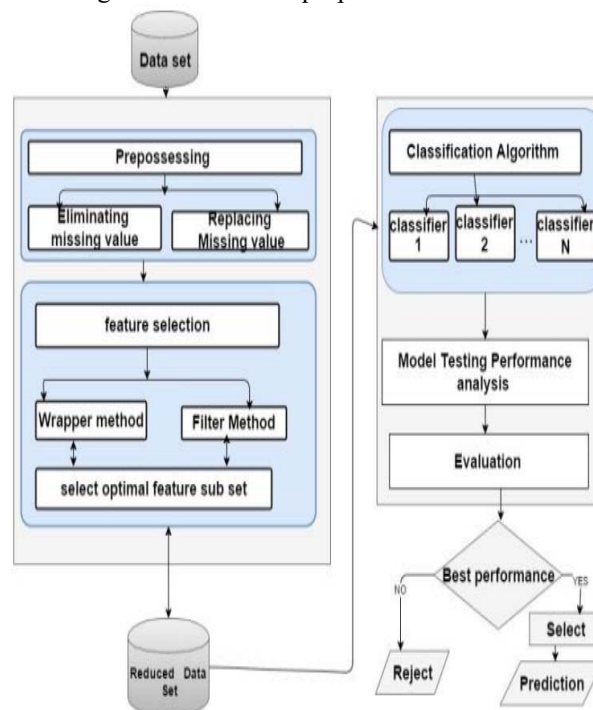 Data set
Prepossessing
Eliminating
missing value
Replacing
Missing value
feature selection
Wrapper method
Filter Method
select optimal feature sub set
Reduced Data
Set
Classification Algorithm
classifier
1
classifier
2
...
classifier
N
Model Testing Performance
analysis
Evaluation
Best performance
NO
YES
Reject
Select
Prediction